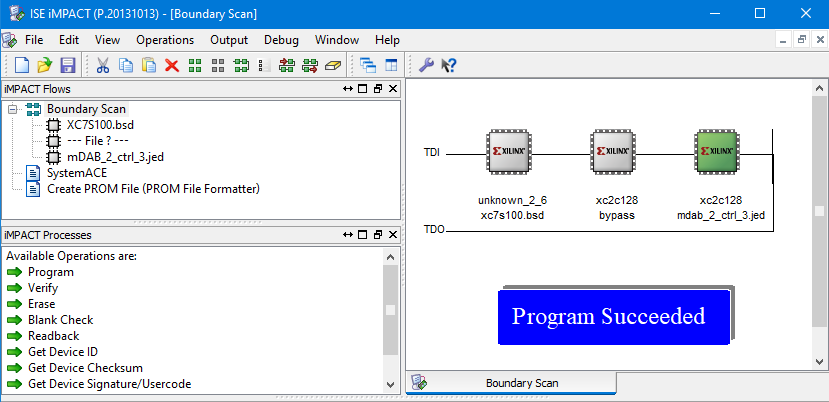 ISE iMPACT (P.20131013) - [Boundary Scan]
File Edit View Operations Output Debug Window Help
iMPACT Flows
Boundary Scan
XC7S100.bsd
--- File ? ---
mDAB_2_ctrl_3.jed
SystemACE
Create PROM File (PROM File Formatter)
iMPACT Processes
Available Operations are:
Program
Verify
Erase
Blank Check
Readback
Get Device ID
Get Device Checksum
Get Device Signature/Usercode
TDI
XILINX XILINX XILINX
unknown_2_6 xc2c128 xc2c128
xc7s100.bsd bypass mdab_2_ctrl_3.jed
TDO
Program Succeeded
Boundary Scan